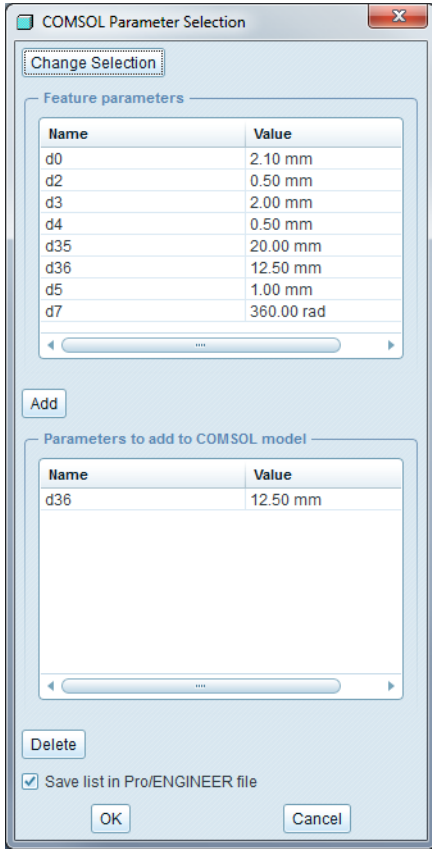 COMSOL Parameter Selection
Change Selection
Feature parameters
Name Value
d0 2.10 mm
d2 0.50 mm
d3 2.00 mm
d4 0.50 mm
d35 20.00 mm
d36 12.50 mm
d5 1.00 mm
d7 360.00 rad
Add
Parameters to add to COMSOL model
Name Value
d36 12.50 mm
Delete
Save list in Pro/ENGINEER file
OK Cancel